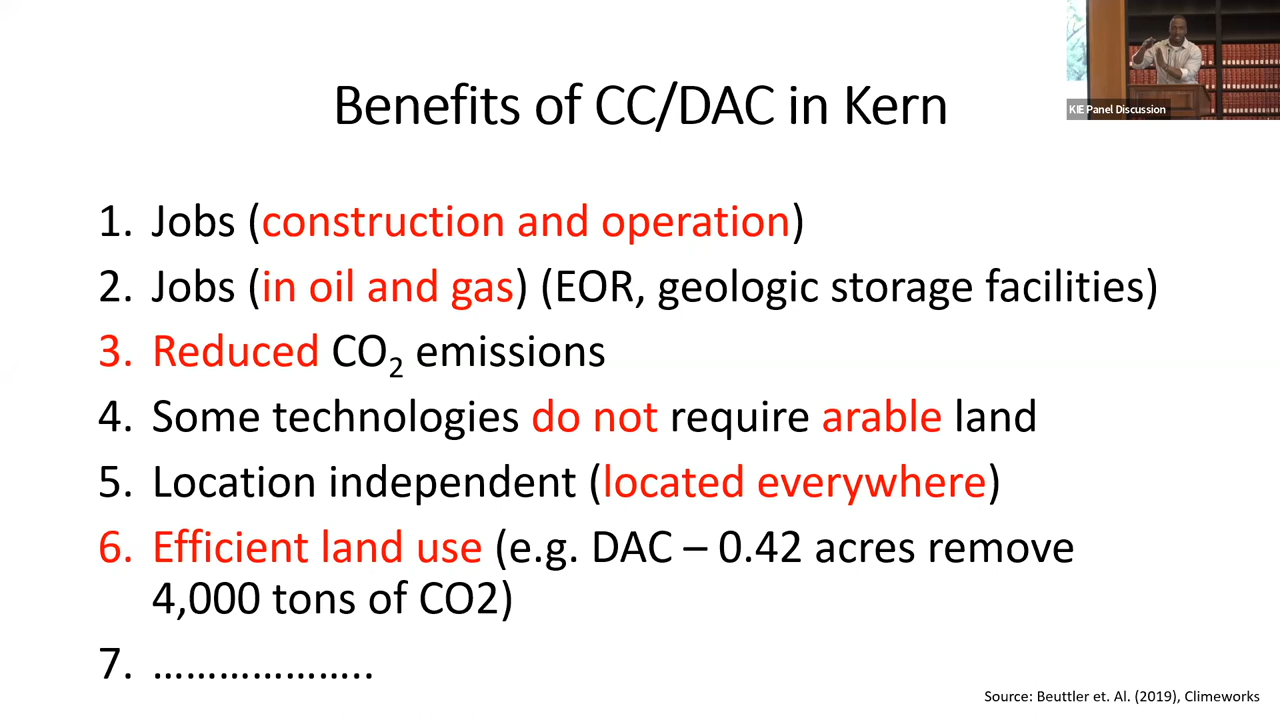 KIE Panel Discussion
Benefits of CC/DAC in Kern
1. Jobs (construction and operation)
2. Jobs (in oil and gas) (EOR, geologic storage facilities)
3. Reduced CO₂ emissions
4. Some technologies do not require arable land
5. Location independent (located everywhere)
6. Efficient land use (e.g. DAC – 0.42 acres remove
4,000 tons of CO2)
7. ………………..
Source: Beuttler et. Al. (2019), Climeworks